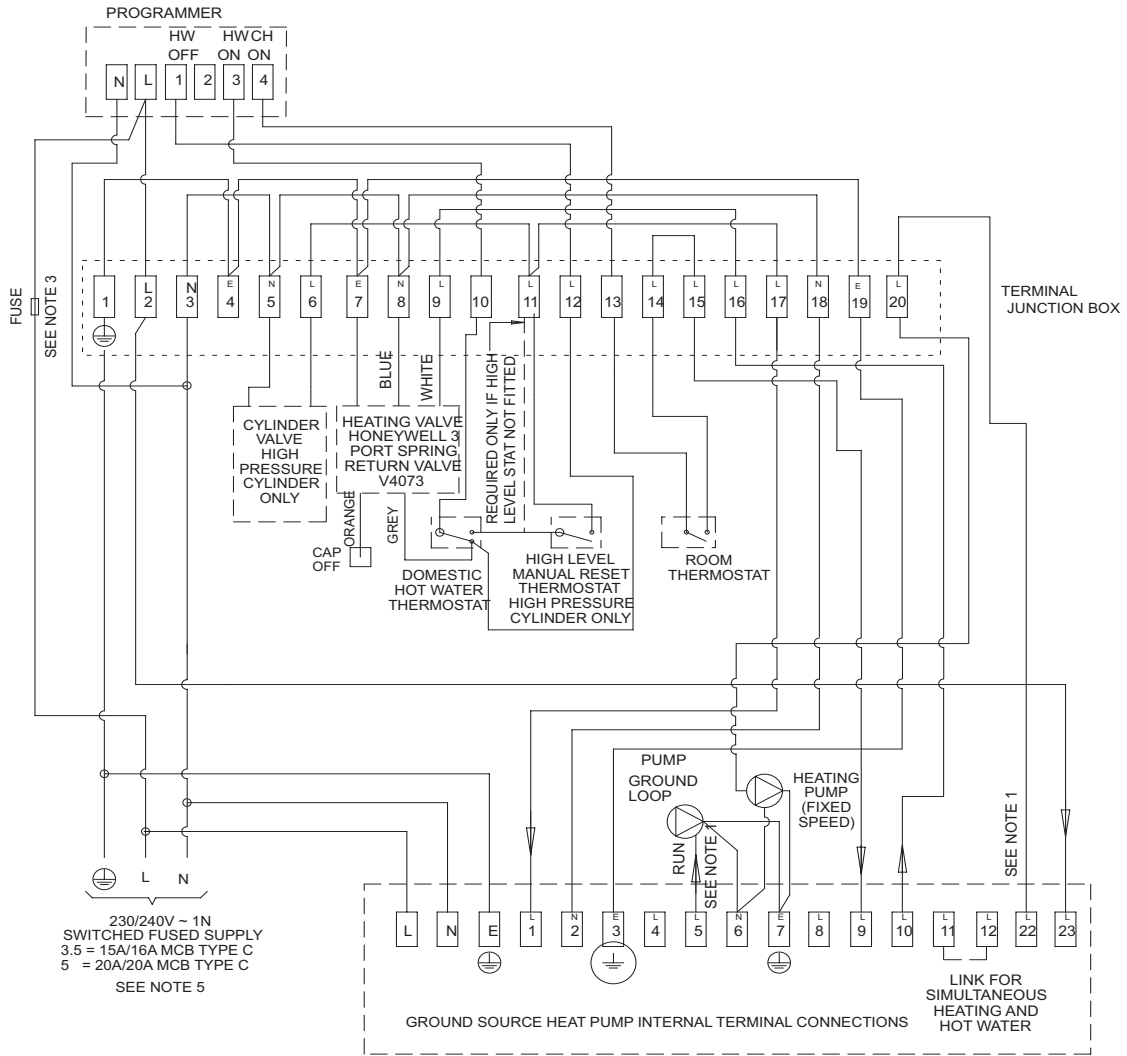 PROGRAMMER
HW HW CH
OFF ON ON
N L 1 2 3 4
FUSE
SEE NOTE 3
1
L 2
N 3
E 4
N 5
L 6
E 7
N 8
L 9
10
L 11
L 12
13
L 14
L 15
L 16
L 17
N 18
E 19
L 20
TERMINAL
JUNCTION BOX
BLUE
WHITE
REQUIRED ONLY IF HIGH
LEVEL STAT NOT FITTED
CYLINDER
VALVE
HIGH
PRESSURE
CYLINDER
ONLY
HEATING VALVE
HONEYWELL 3
PORT SPRING
RETURN VALVE
V4073
ORANGE
GREY
CAP
OFF
DOMESTIC
HOT WATER
THERMOSTAT
HIGH LEVEL
MANUAL RESET
THERMOSTAT
HIGH PRESSURE
CYLINDER ONLY
ROOM
THERMOSTAT
PUMP
GROUND
LOOP
HEATING
PUMP
(FIXED
SPEED)
RUN
SEE NOTE 1
SEE NOTE 1
L N
230/240V ~ 1N
SWITCHED FUSED SUPPLY
3.5 = 15A/16A MCB TYPE C
5 = 20A/20A MCB TYPE C
SEE NOTE 5
L
N
E
L 1
N 2
E 3
L 4
L 5
N 6
E 7
L 8
L 9
L 10
L 11
L 12
L 22
L 23
LINK FOR
SIMULTANEOUS
HEATING AND
HOT WATER
GROUND SOURCE HEAT PUMP INTERNAL TERMINAL CONNECTIONS